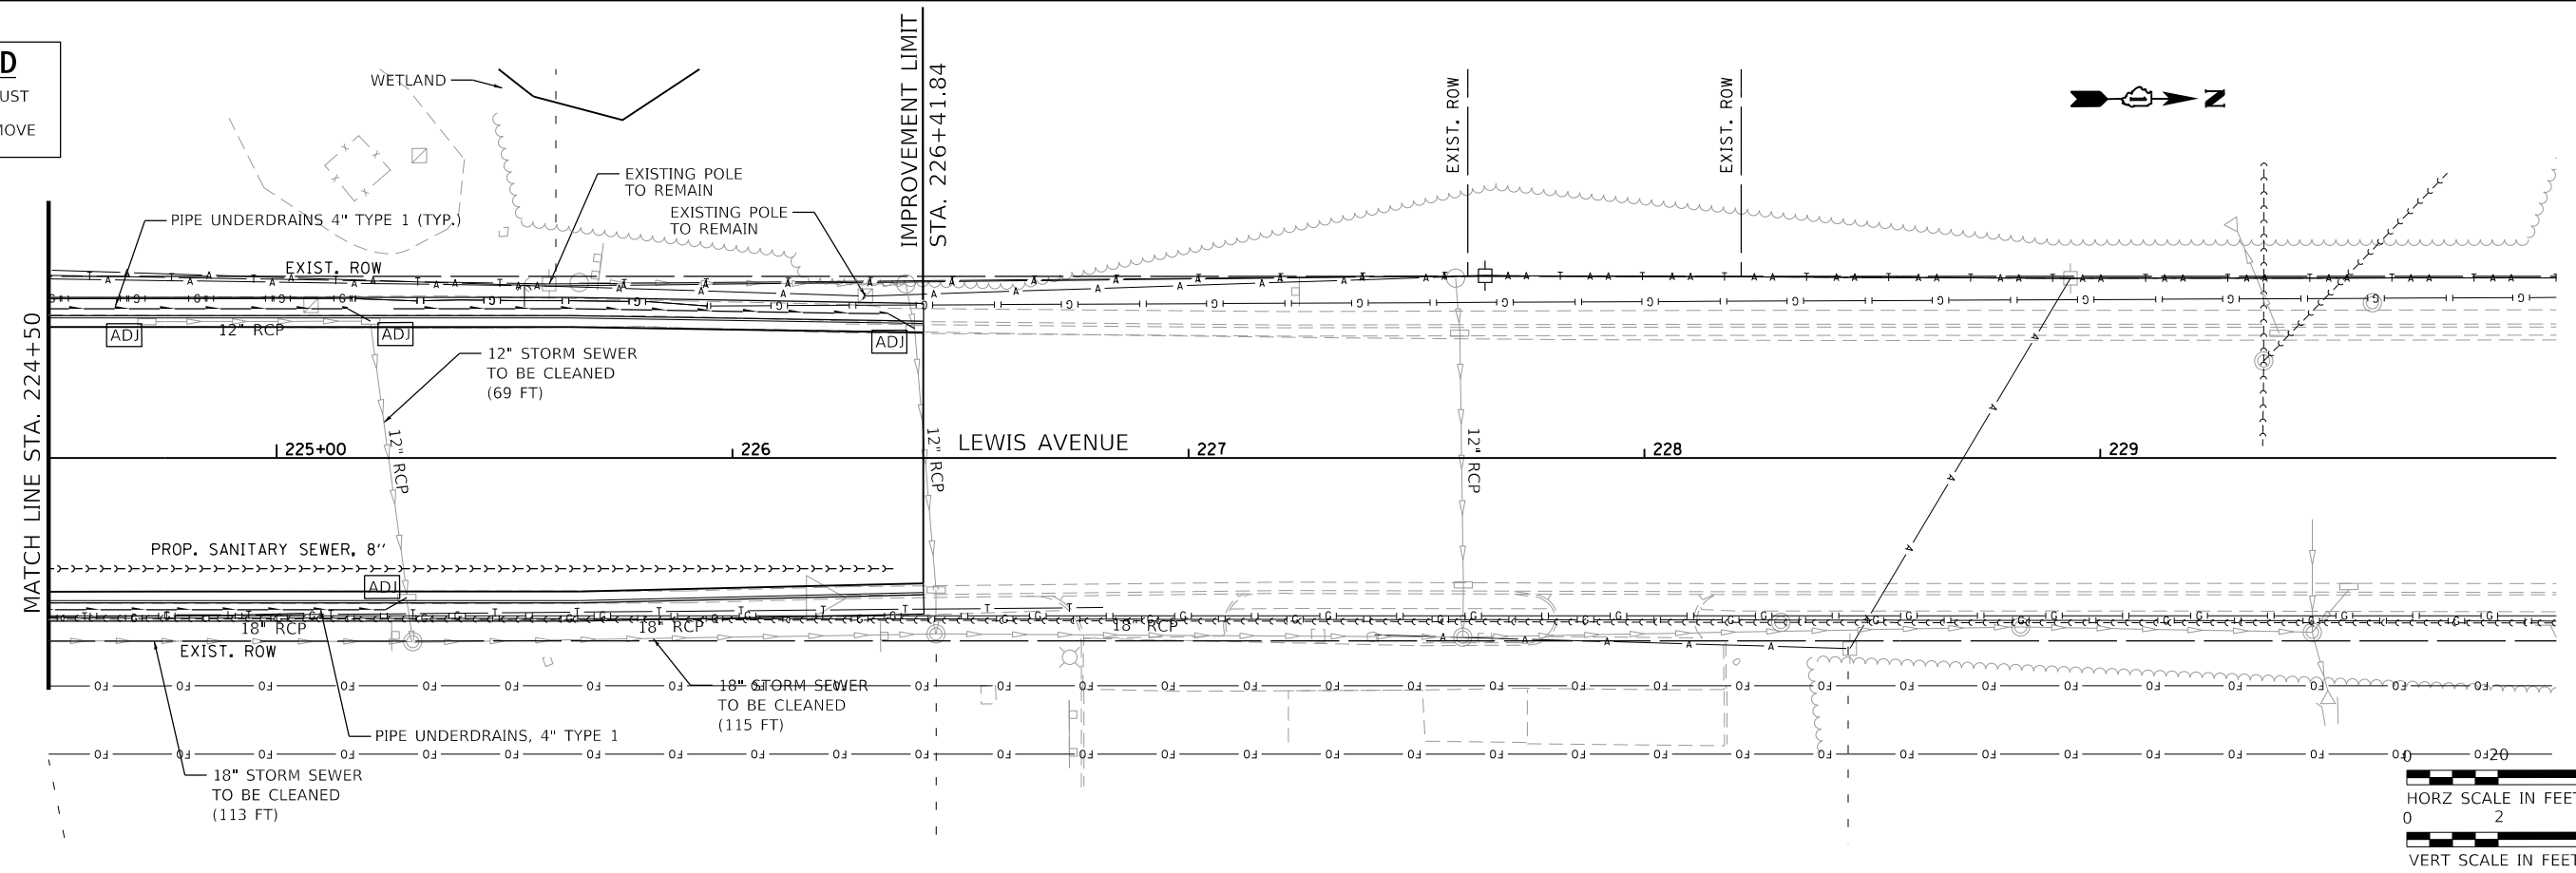 D
UST
MOVE
WETLAND
EXISTING POLE
TO REMAIN
EXISTING POLE
TO REMAIN
PIPE UNDERDRAINS 4" TYPE 1 (TYP.)
IMPROVEMENT LIMIT
STA. 226+41.84
EXIST. ROW
EXIST. ROW
N
EXIST. ROW
MATCH LINE STA. 224+50
ADJ
12" RCP
ADJ
ADJ
12" STORM SEWER
TO BE CLEANED
(69 FT)
12" RCP
12" RCP
12" RCP
LEWIS AVENUE
225+00
226
227
228
229
PROP. SANITARY SEWER, 8''
ADJ
18" RCP
18" RCP
18" RCP
EXIST. ROW
18" STORM SEWER
TO BE CLEANED
(115 FT)
PIPE UNDERDRAINS, 4" TYPE 1
18" STORM SEWER
TO BE CLEANED
(113 FT)
0 20
HORZ SCALE IN FEET
0 2
VERT SCALE IN FEET